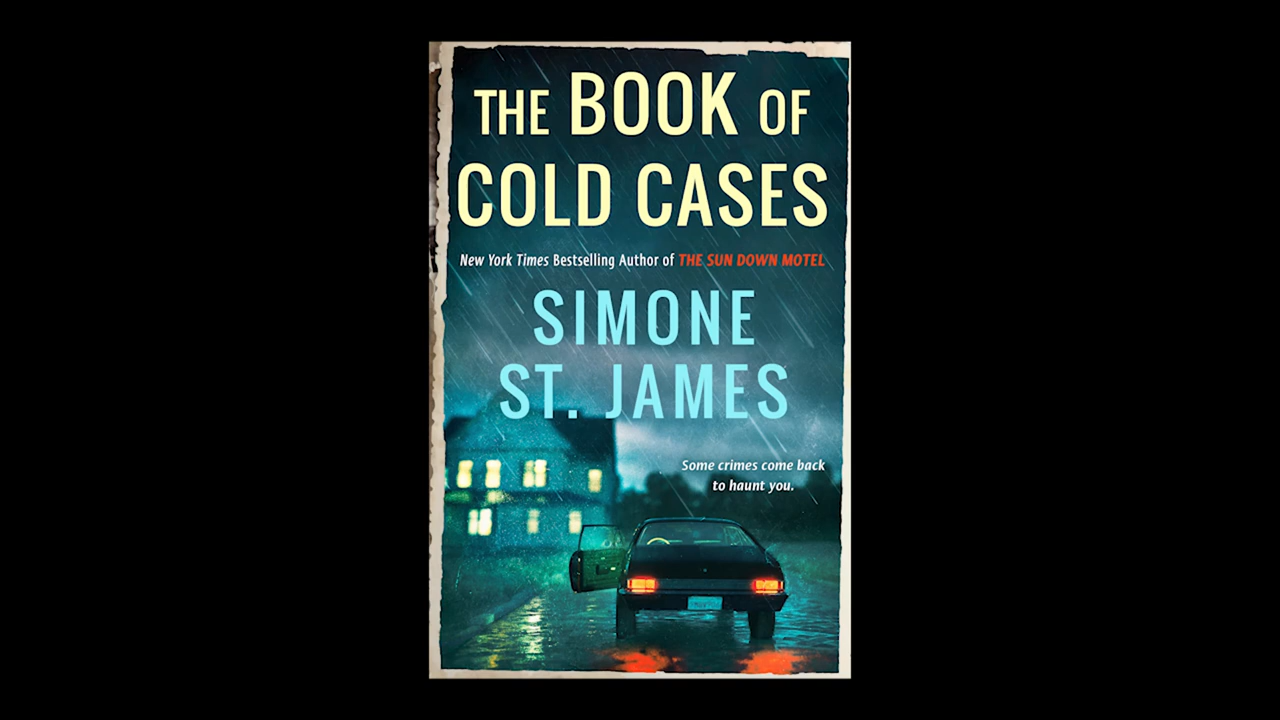 THE BOOK OF
COLD CASES
New York Times Bestselling Author of THE SUN DOWN MOTEL
SIMONE
ST. JAMES
Some crimes come back
to haunt you.